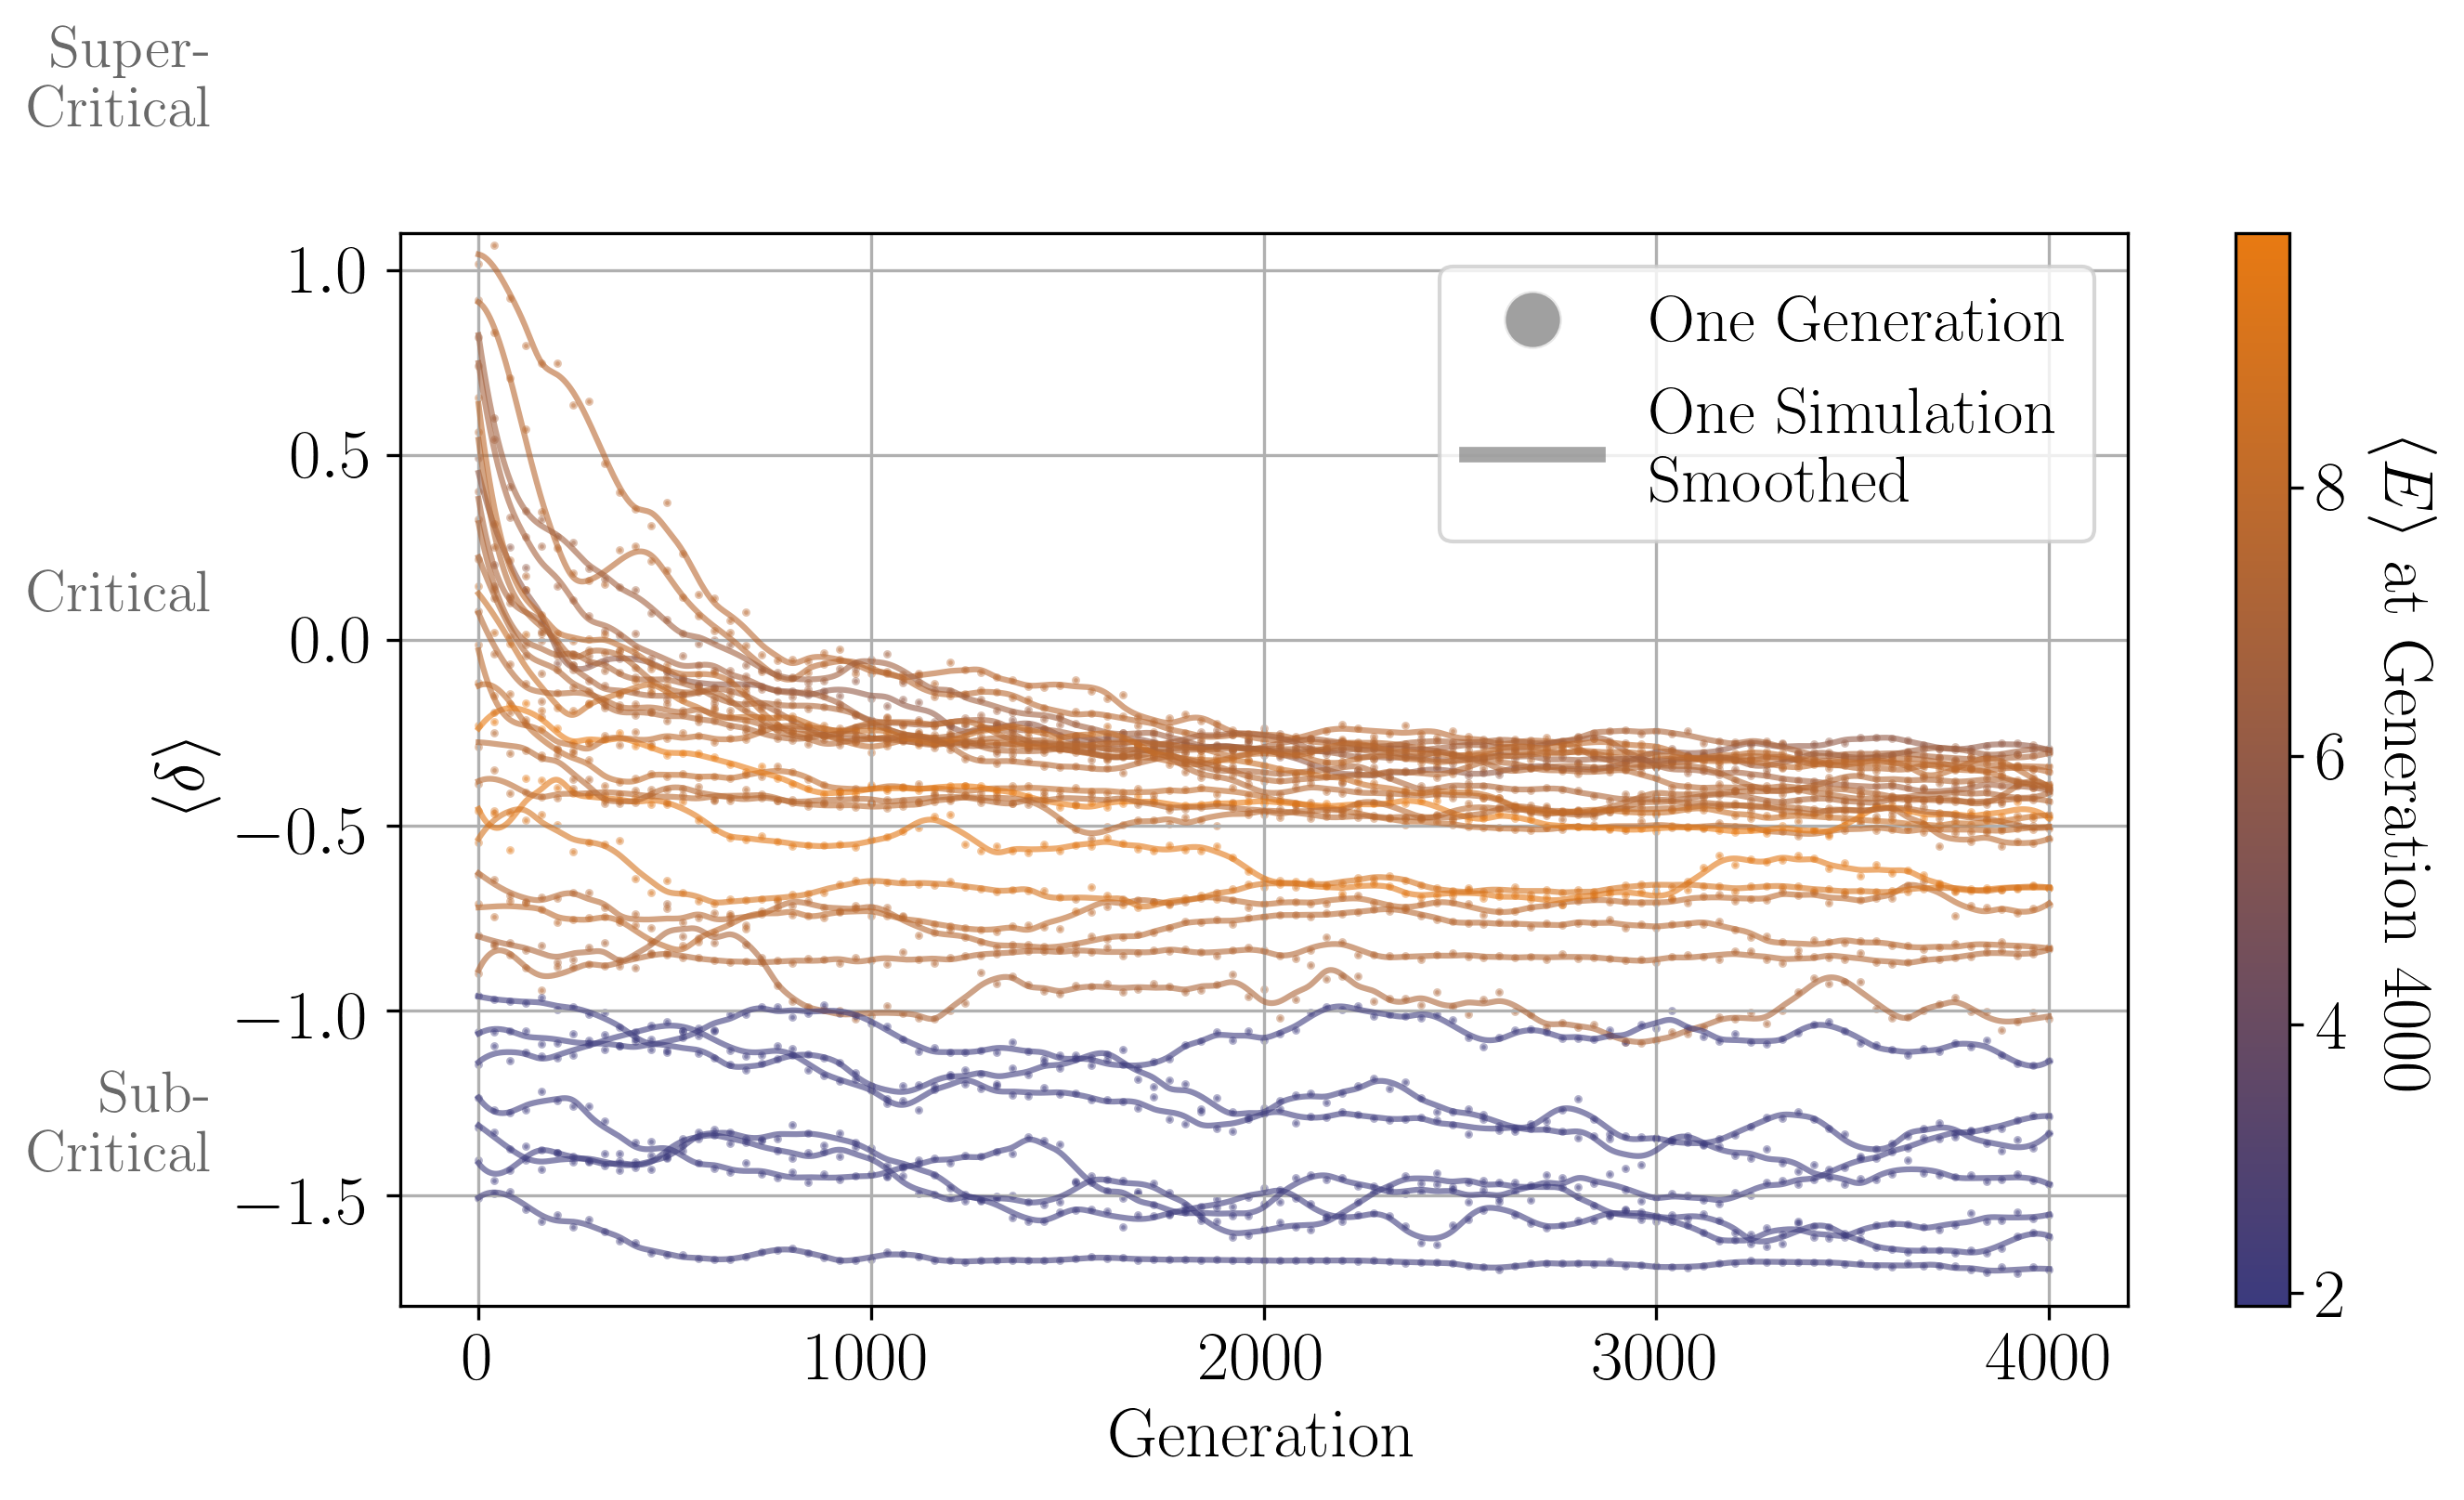 Super-
Critical
1.0
0.5
Critical
0.0
⟨δ⟩
−0.5
−1.0
Sub-
Critical
−1.5
One Generation
One Simulation
Smoothed
0 1000 2000 3000 4000
Generation
8
6
4
2
⟨E⟩ at Generation 4000